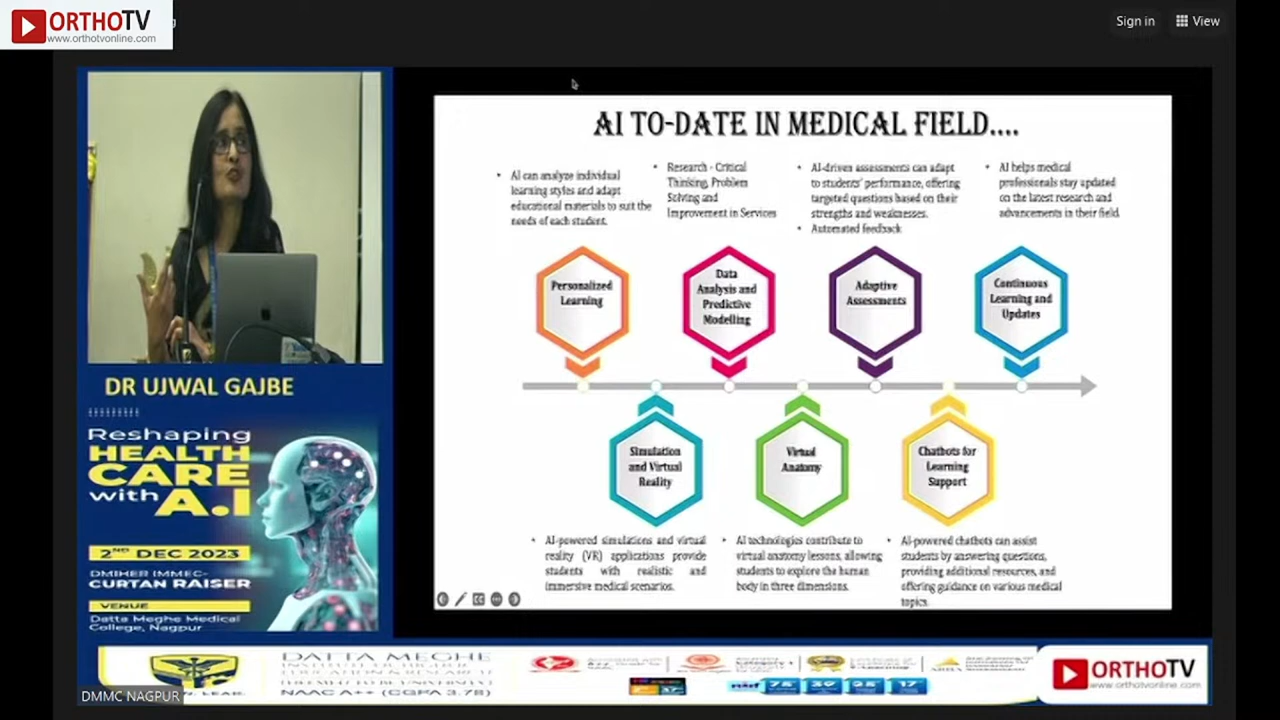 ORTHOTV
www.orthotvonline.com
Sign in
View
AI TO-DATE IN MEDICAL FIELD....
AI can analyze individual
learning styles and adapt
educational materials to suit the
needs of each student.
Research - Critical
Thinking, Problem
Solving and
Improvement in Services
AI-driven assessments can adapt
to students' performance, offering
targeted questions based on their
strengths and weaknesses.
Automated feedback
AI helps medical
professionals stay updated
on the latest research and
advancements in their field.
Personalized
Learning
Data
Analysis and
Predictive
Modelling
Adaptive
Assessments
Continuous
Learning and
Updates
Simulation
and Virtual
Reality
Virtual
Anatomy
Chatbots for
Learning
Support
AI-powered simulations and virtual
reality (VR) applications provide
students with realistic and
immersive medical scenarios.
AI technologies contribute to
virtual anatomy lessons, allowing
students to explore the human
body in three dimensions.
AI-powered chatbots can assist
students by answering questions,
providing additional resources, and
offering guidance on various medical
topics.
DR UJWAL GAJBE
Reshaping
HEALTH
CARE
with A.I
2ND DEC 2023
DMIHER IMMEC-
CURTAN RAISER
VENUE
Datta Meghe Medical
College, Nagpur
DATTA MEGHE
NAAC A++ (CGPA 3.78)
DMMC NAGPUR
75 39 25 17
ORTHOTV
www.orthotvonline.com